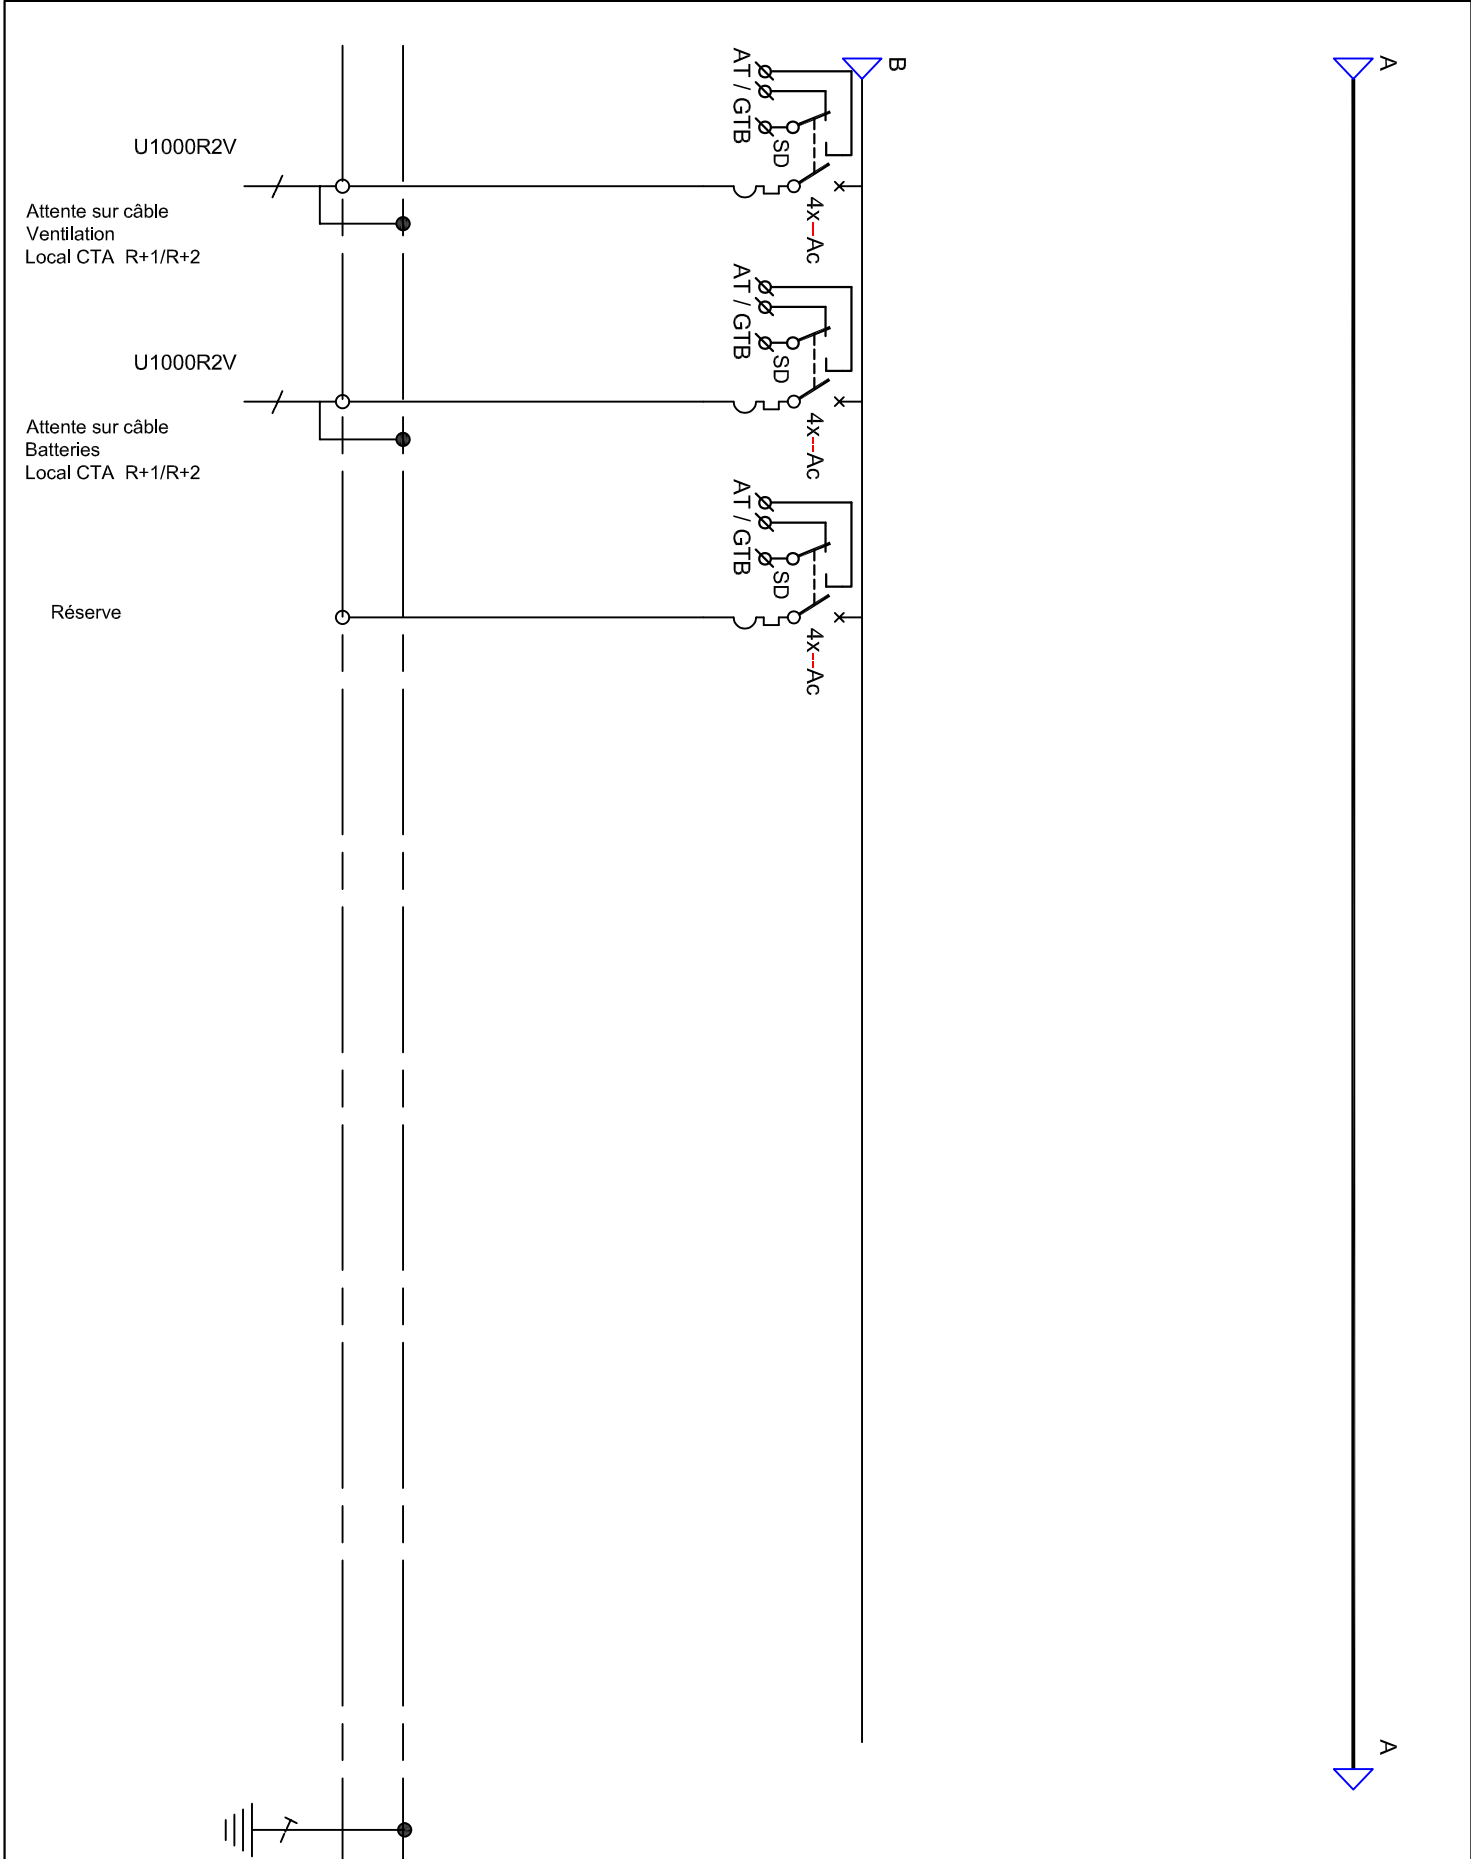 B
A
AT / GTB
SD
U1000R2V
4x---Ac
Attente sur câble
Ventilation
Local CTA R+1/R+2
AT / GTB
SD
U1000R2V
4x---Ac
Attente sur câble
Batteries
Local CTA R+1/R+2
AT / GTB
SD
Réserve
4x---Ac
A